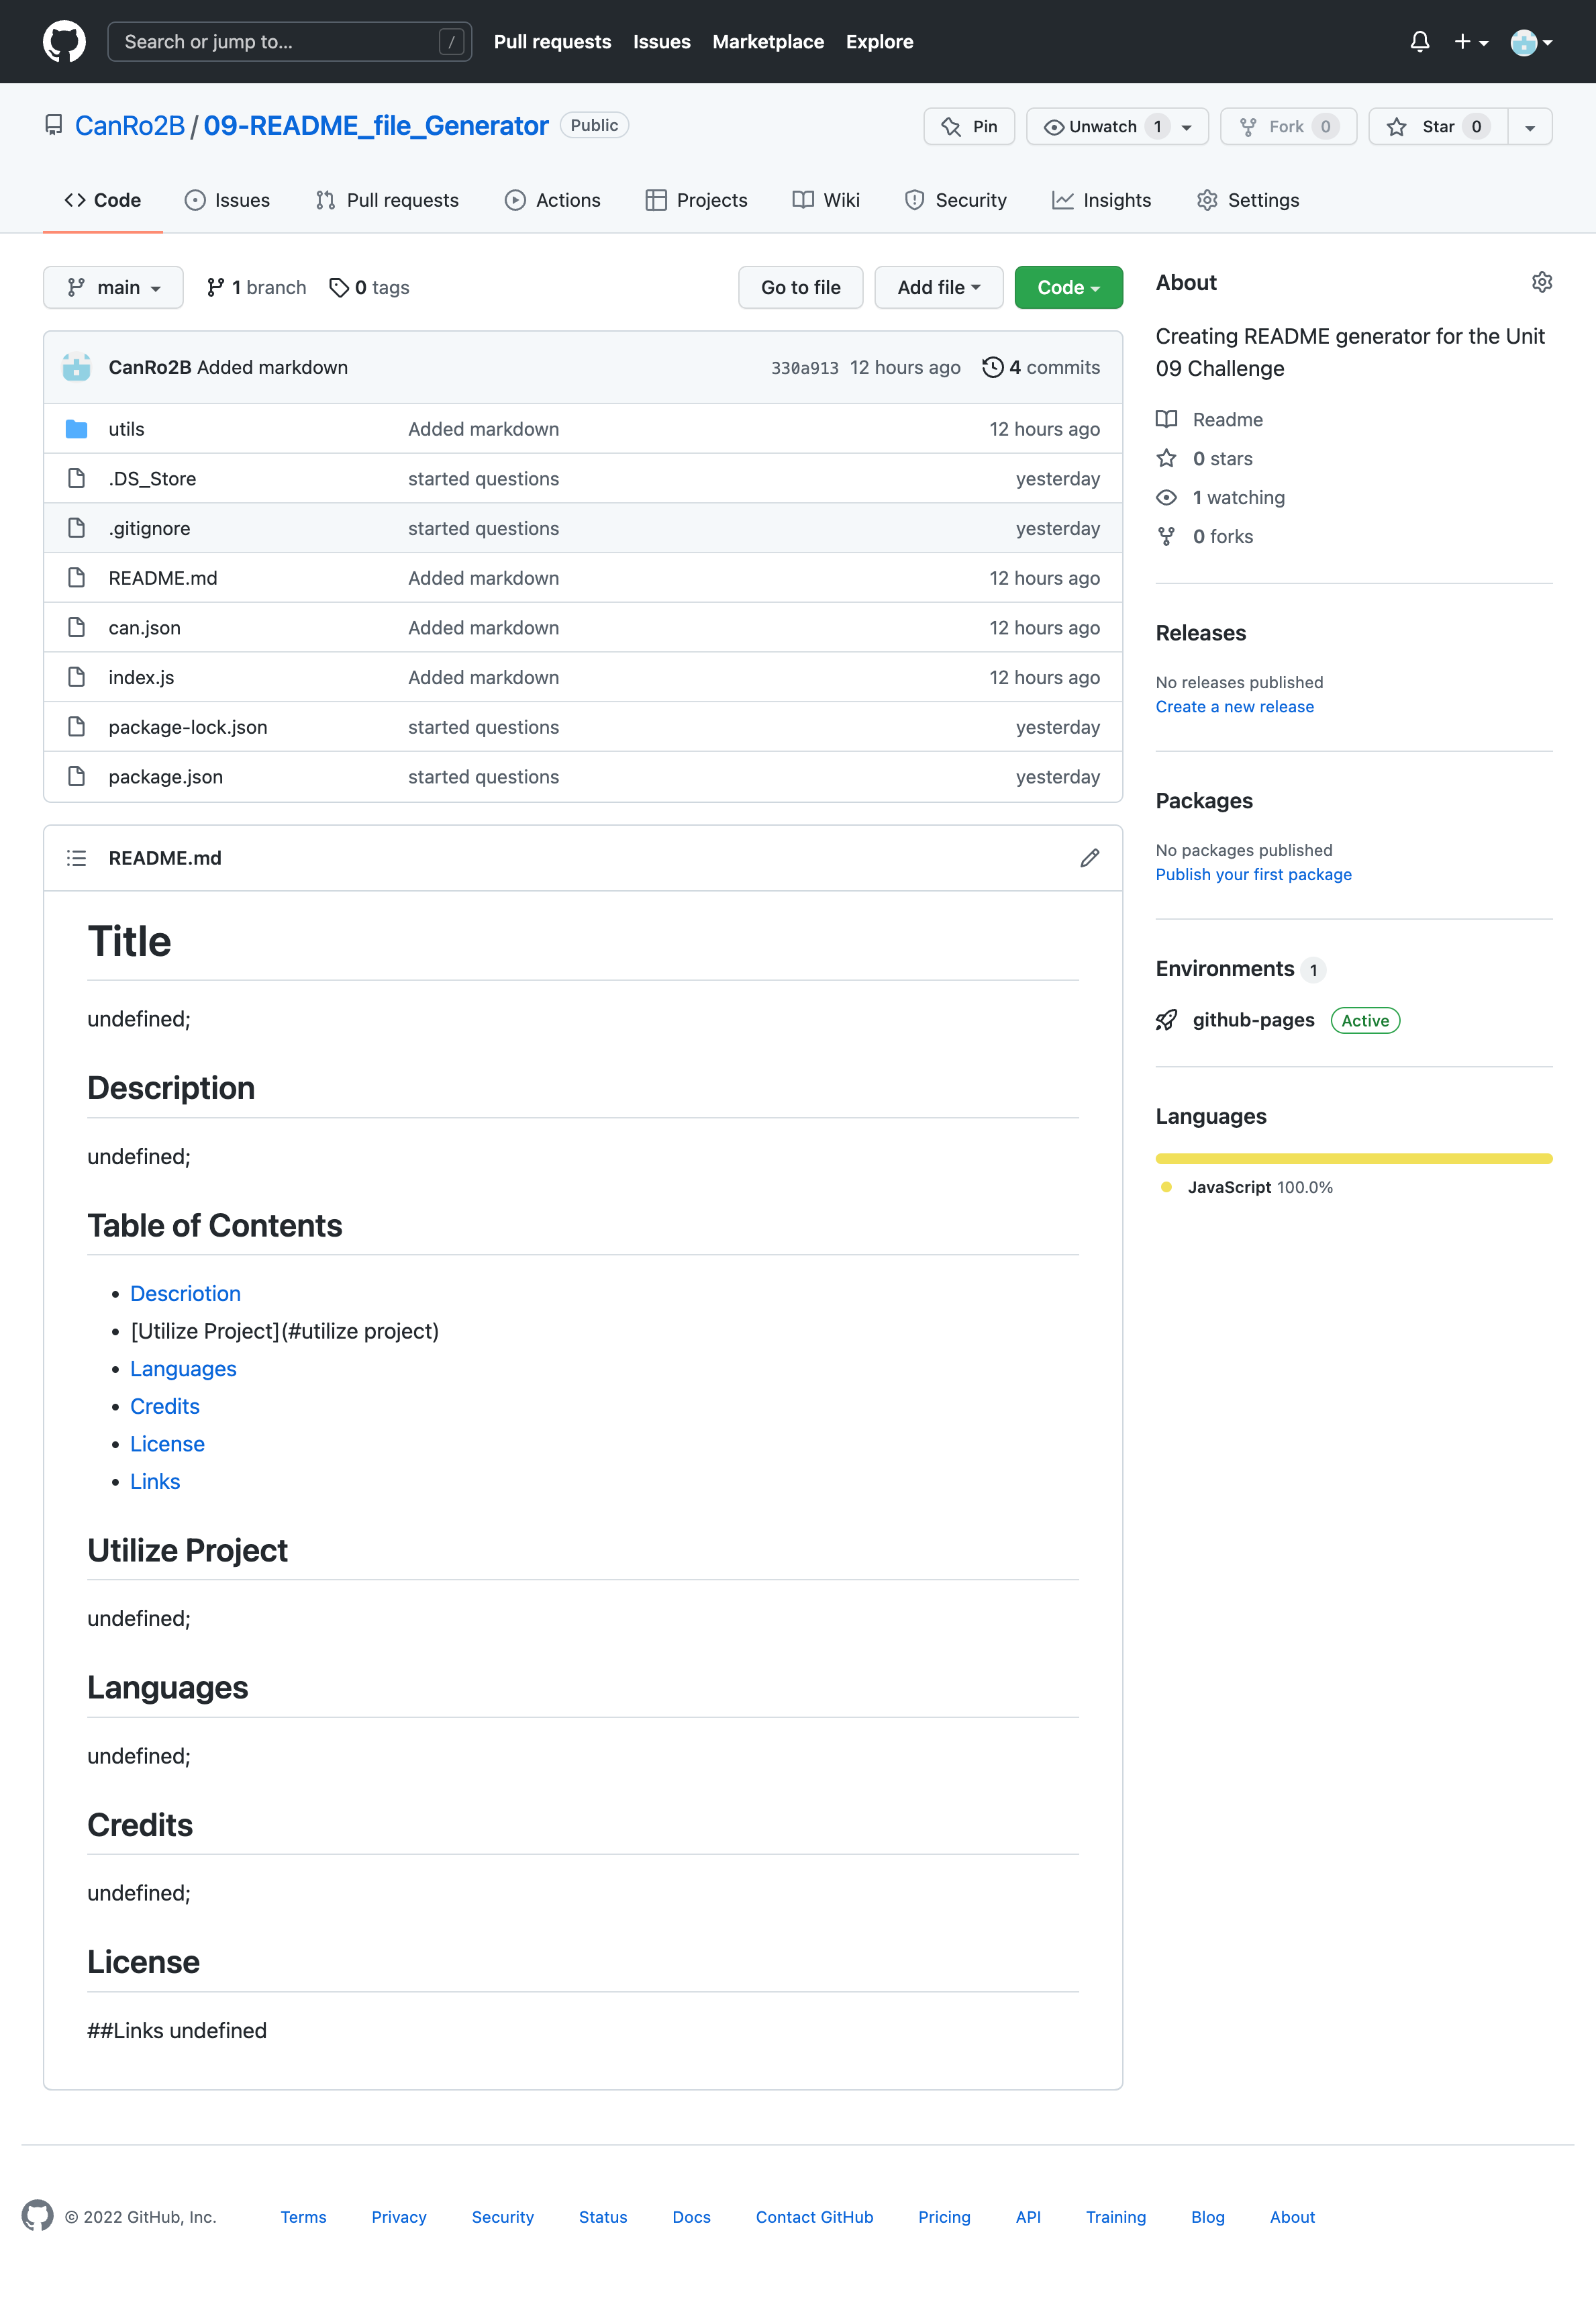 Search or jump to... /
Pull requests Issues Marketplace Explore
CanRo2B / 09-README_file_Generator Public
Pin Unwatch 1 Fork 0 Star 0
Code Issues Pull requests Actions Projects Wiki Security Insights Settings
main 1 branch 0 tags Go to file Add file Code
CanRo2B Added markdown 330a913 12 hours ago 4 commits
utils Added markdown 12 hours ago
.DS_Store started questions yesterday
.gitignore started questions yesterday
README.md Added markdown 12 hours ago
can.json Added markdown 12 hours ago
index.js Added markdown 12 hours ago
package-lock.json started questions yesterday
package.json started questions yesterday
README.md
Title
undefined;
Description
undefined;
Table of Contents
• Descriotion
• [Utilize Project](#utilize project)
• Languages
• Credits
• License
• Links
Utilize Project
undefined;
Languages
undefined;
Credits
undefined;
License
##Links undefined
About
Creating README generator for the Unit
09 Challenge
Readme
0 stars
1 watching
0 forks
Releases
No releases published
Create a new release
Packages
No packages published
Publish your first package
Environments 1
github-pages Active
Languages
JavaScript 100.0%
© 2022 GitHub, Inc. Terms Privacy Security Status Docs Contact GitHub Pricing API Training Blog About